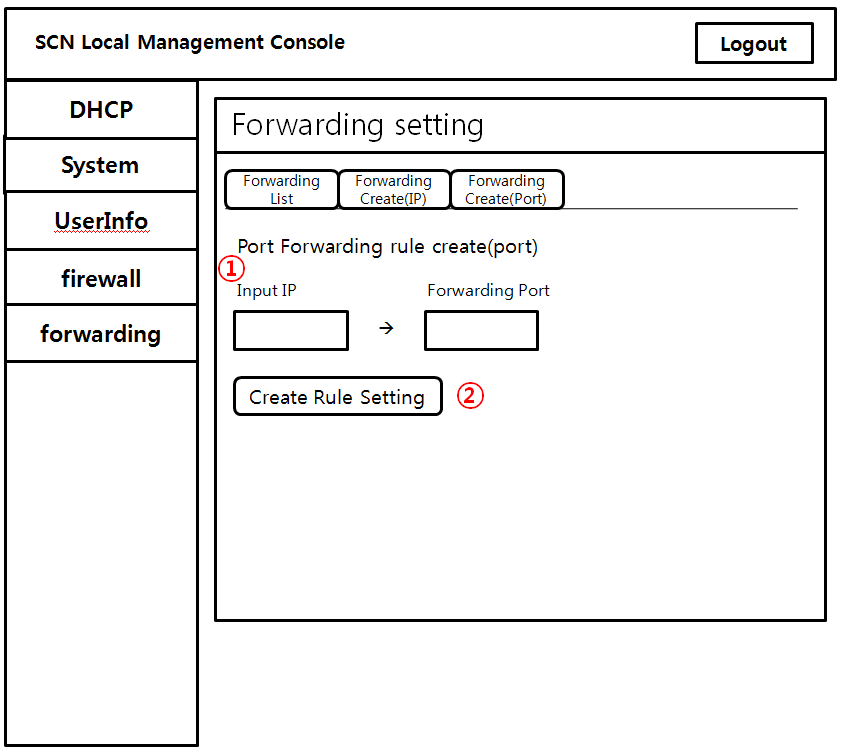 SCN Local Management Console
Logout
DHCP
System
UserInfo
firewall
forwarding
Forwarding setting
Forwarding
List
Forwarding
Create(IP)
Forwarding
Create(Port)
Port Forwarding rule create(port)
①
Input IP
Forwarding Port
→
Create Rule Setting
②